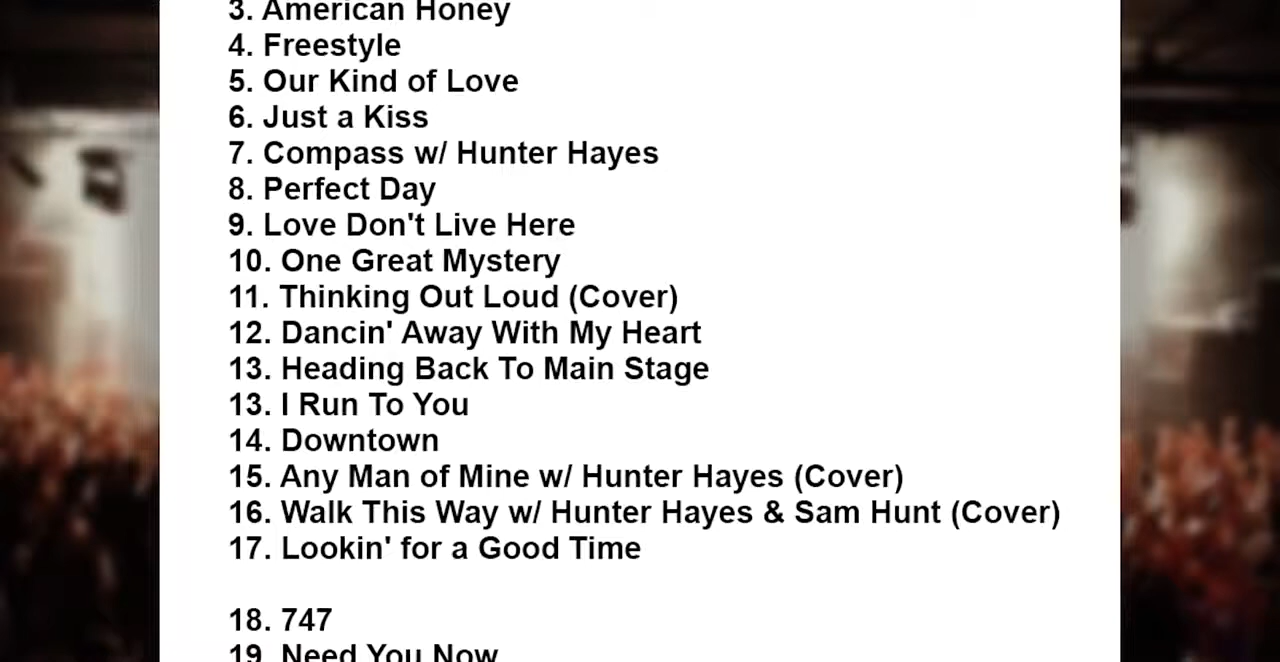 3. American Honey
4. Freestyle
5. Our Kind of Love
6. Just a Kiss
7. Compass w/ Hunter Hayes
8. Perfect Day
9. Love Don't Live Here
10. One Great Mystery
11. Thinking Out Loud (Cover)
12. Dancin' Away With My Heart
13. Heading Back To Main Stage
13. I Run To You
14. Downtown
15. Any Man of Mine w/ Hunter Hayes (Cover)
16. Walk This Way w/ Hunter Hayes & Sam Hunt (Cover)
17. Lookin' for a Good Time
18. 747
19. Need You Now